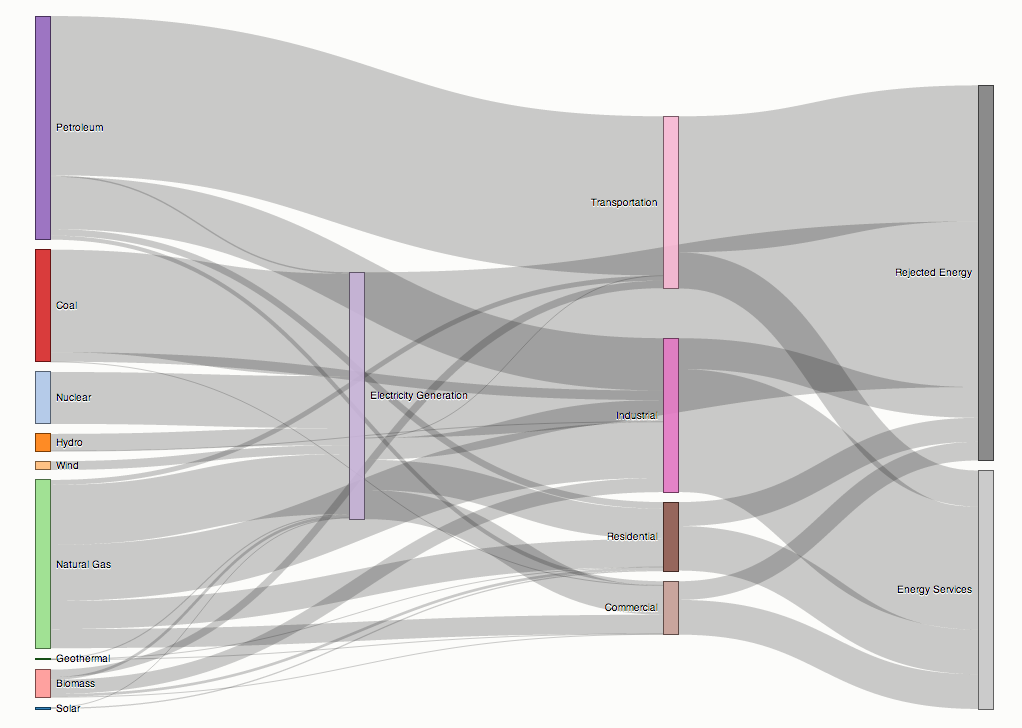 Petroleum
Transportation
Rejected Energy
Coal
Nuclear
Electricity Generation
Industrial
Hydro
Wind
Residential
Natural Gas
Energy Services
Commercial
Geothermal
Biomass
Solar